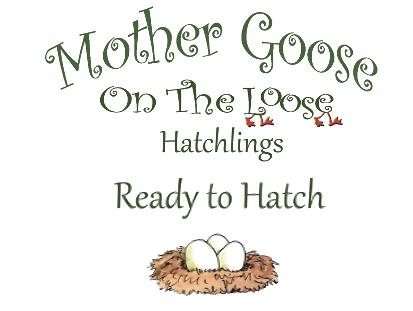 Mother Goose
On The Loose
Hatchlings
Ready to Hatch